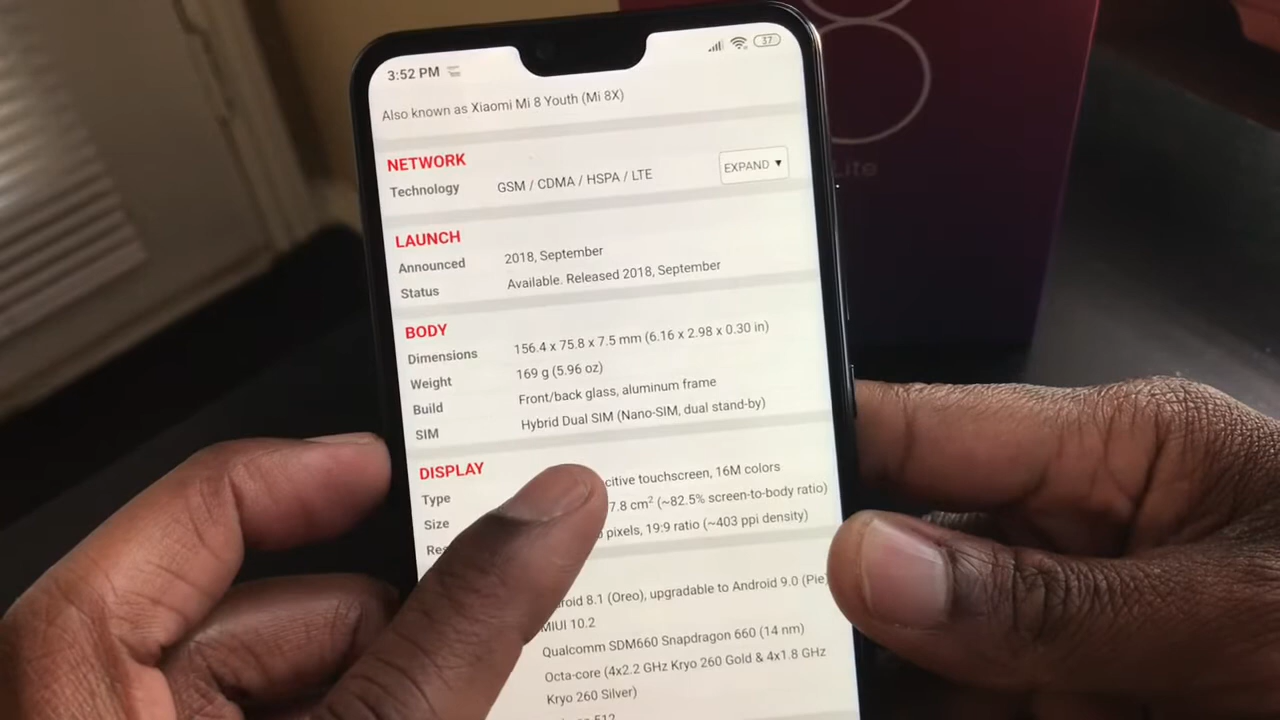 3:52 PM
37
Also known as Xiaomi Mi 8 Youth (Mi 8X)
NETWORK
Technology GSM / CDMA / HSPA / LTE EXPAND ▼
LAUNCH
Announced 2018, September
Status Available. Released 2018, September
BODY
Dimensions 156.4 x 75.8 x 7.5 mm (6.16 x 2.98 x 0.30 in)
Weight 169 g (5.96 oz)
Build Front/back glass, aluminum frame
SIM Hybrid Dual SIM (Nano-SIM, dual stand-by)
DISPLAY
Type touchscreen, 16M colors
Size 7.8 cm² (~82.5% screen-to-body ratio)
pixels, 19:9 ratio (~403 ppi density)
8.1 (Oreo), upgradable to Android 9.0 (Pie)
MIUI 10.2
Qualcomm SDM660 Snapdragon 660 (14 nm)
Octa-core (4x2.2 GHz Kryo 260 Gold & 4x1.8 GHz
Kryo 260 Silver)
512
8
Lite